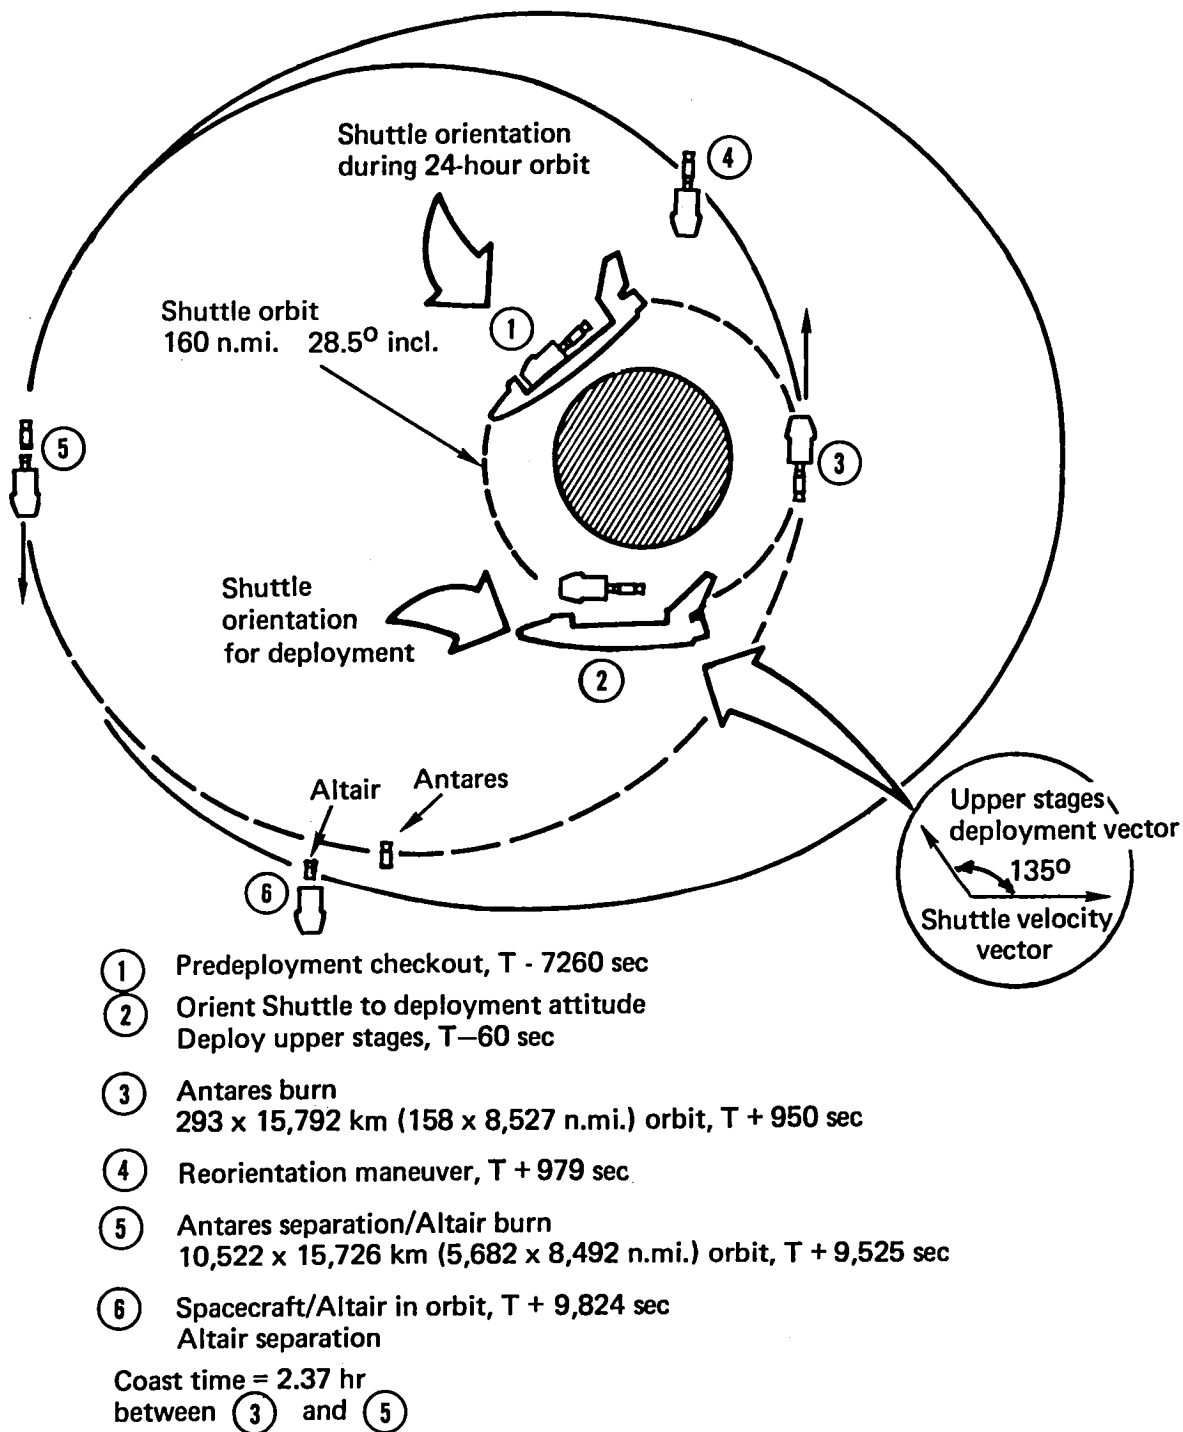 Shuttle orientation
during 24-hour orbit
4
Shuttle orbit
160 n.mi. 28.5º incl.
1
5
3
Shuttle
orientation
for deployment
2
Altair
Antares
6
Upper stages
deployment vector
135º
Shuttle velocity
vector
1 Predeployment checkout, T - 7260 sec
2 Orient Shuttle to deployment attitude
Deploy upper stages, T—60 sec
3 Antares burn
293 x 15,792 km (158 x 8,527 n.mi.) orbit, T + 950 sec
4 Reorientation maneuver, T + 979 sec
5 Antares separation/Altair burn
10,522 x 15,726 km (5,682 x 8,492 n.mi.) orbit, T + 9,525 sec
6 Spacecraft/Altair in orbit, T + 9,824 sec
Altair separation
Coast time = 2.37 hr
between 3 and 5